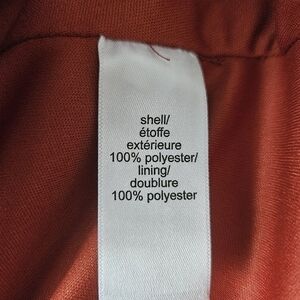 shell/
étoffe
extérieure
100% polyester/
lining/
doublure
100% polyester